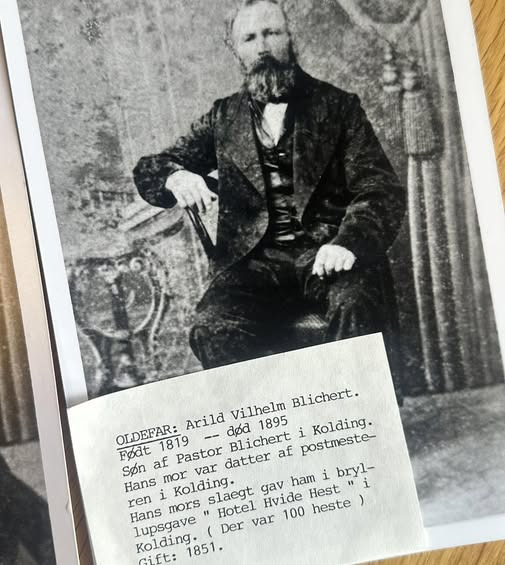 OLDEFAR: Arild Vilhelm Blichert.
Født 1819 -- død 1895
Søn af Pastor Blichert i Kolding.
Hans mor var datter af postmeste-
ren i Kolding.
Hans mors slaegt gav ham i bryl-
lupsgave " Hotel Hvide Hest " i
Kolding. ( Der var 100 heste )
Gift: 1851.